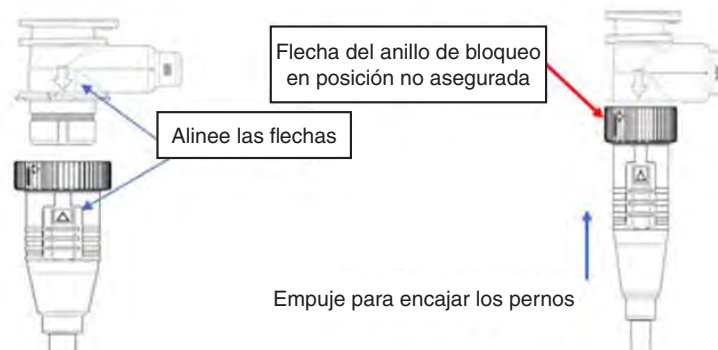 Flecha del anillo de bloqueo
en posición no asegurada
Alinee las flechas
Empuje para encajar los pernos